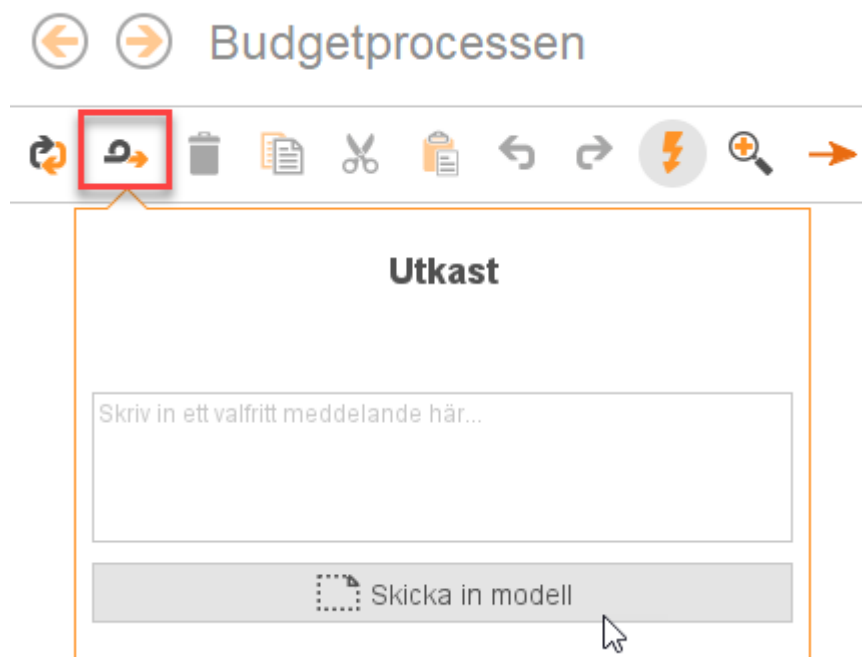 Budgetprocessen
Utkast
Skriv in ett valfritt meddelande här...
Skicka in modell